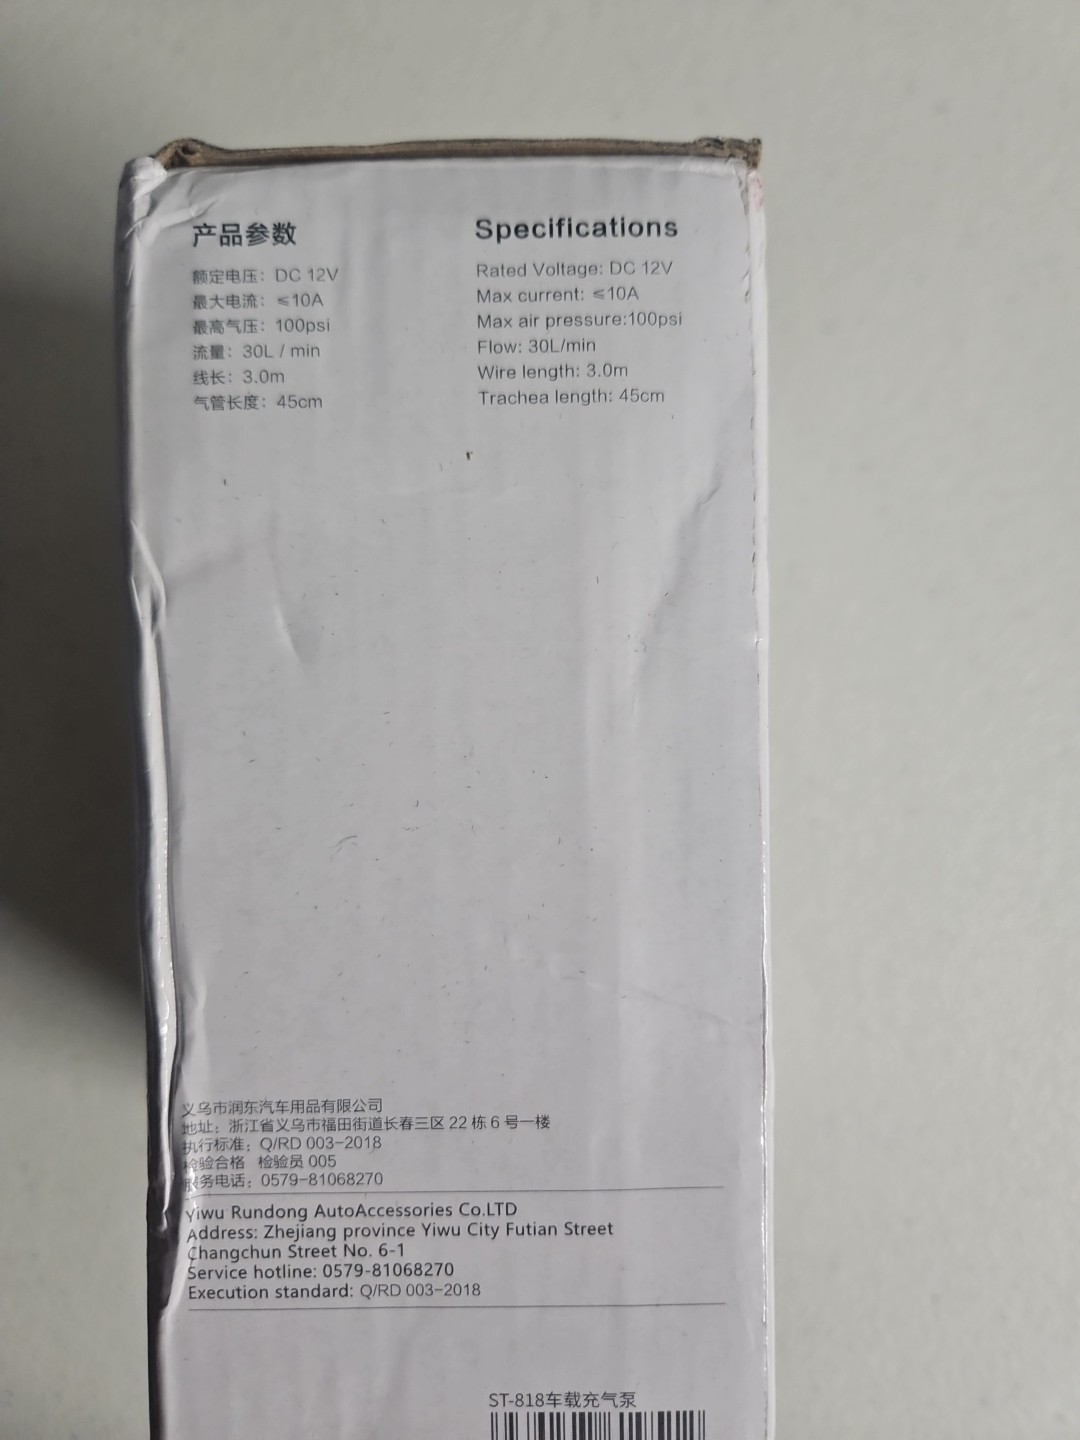 产品参数
额定电压：DC 12V
最大电流：≤10A
最高气压：100psi
流量：30L / min
线长：3.0m
气管长度：45cm
Specifications
Rated Voltage: DC 12V
Max current: ≤10A
Max air pressure:100psi
Flow: 30L/min
Wire length: 3.0m
Trachea length: 45cm
义乌市润东汽车用品有限公司
地址：浙江省义乌市福田街道长春三区 22 栋 6 号一楼
执行标准：Q/RD 003-2018
检验合格 检验员 005
服务电话：0579-81068270
Yiwu Rundong AutoAccessories Co.LTD
Address: Zhejiang province Yiwu City Futian Street
Changchun Street No. 6-1
Service hotline: 0579-81068270
Execution standard: Q/RD 003-2018
ST-818车载充气泵